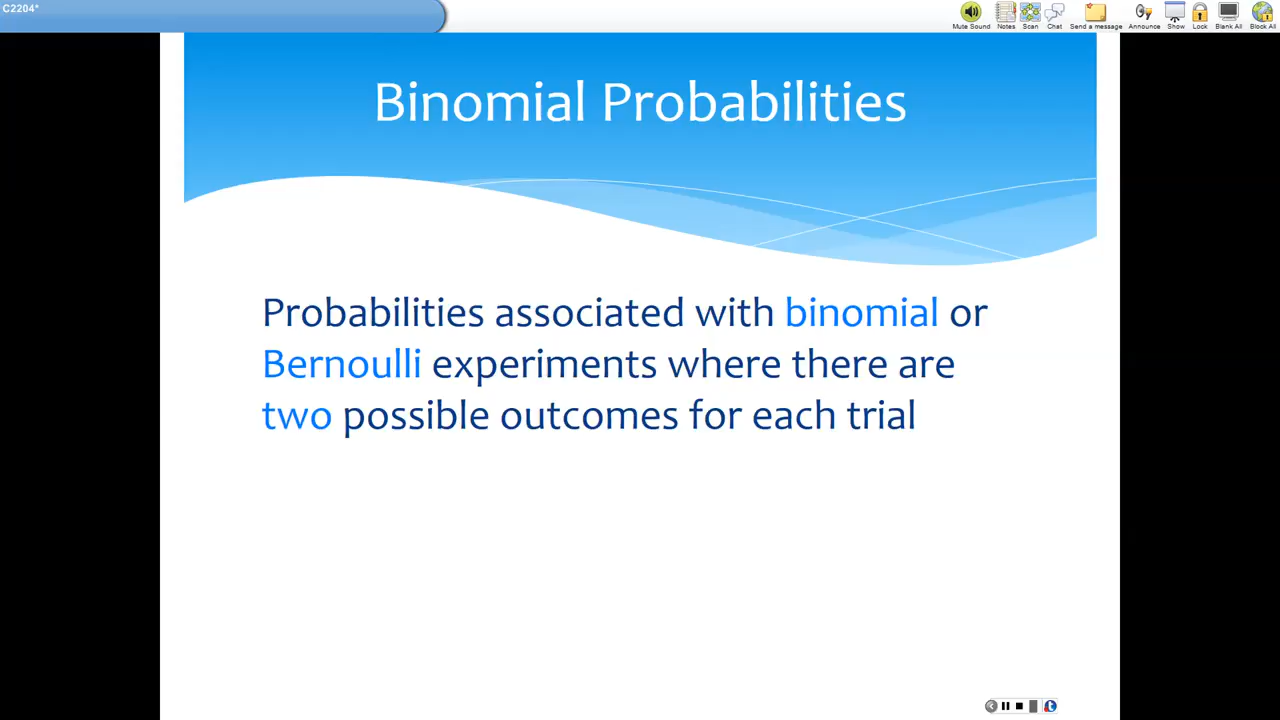 C2204*
Mute Sound Notes Scan Chat Send a message Announce Show Lock Blank All Block All
Binomial Probabilities
Probabilities associated with binomial or
Bernoulli experiments where there are
two possible outcomes for each trial